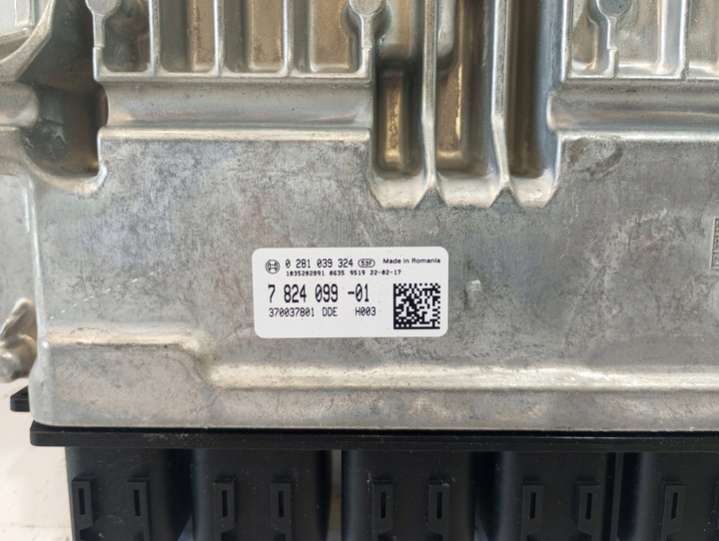 0 281 039 324 Made in Romania
1035282891 0635 9519 22-02-17
7 824 099 -01
370037801 DDE H003